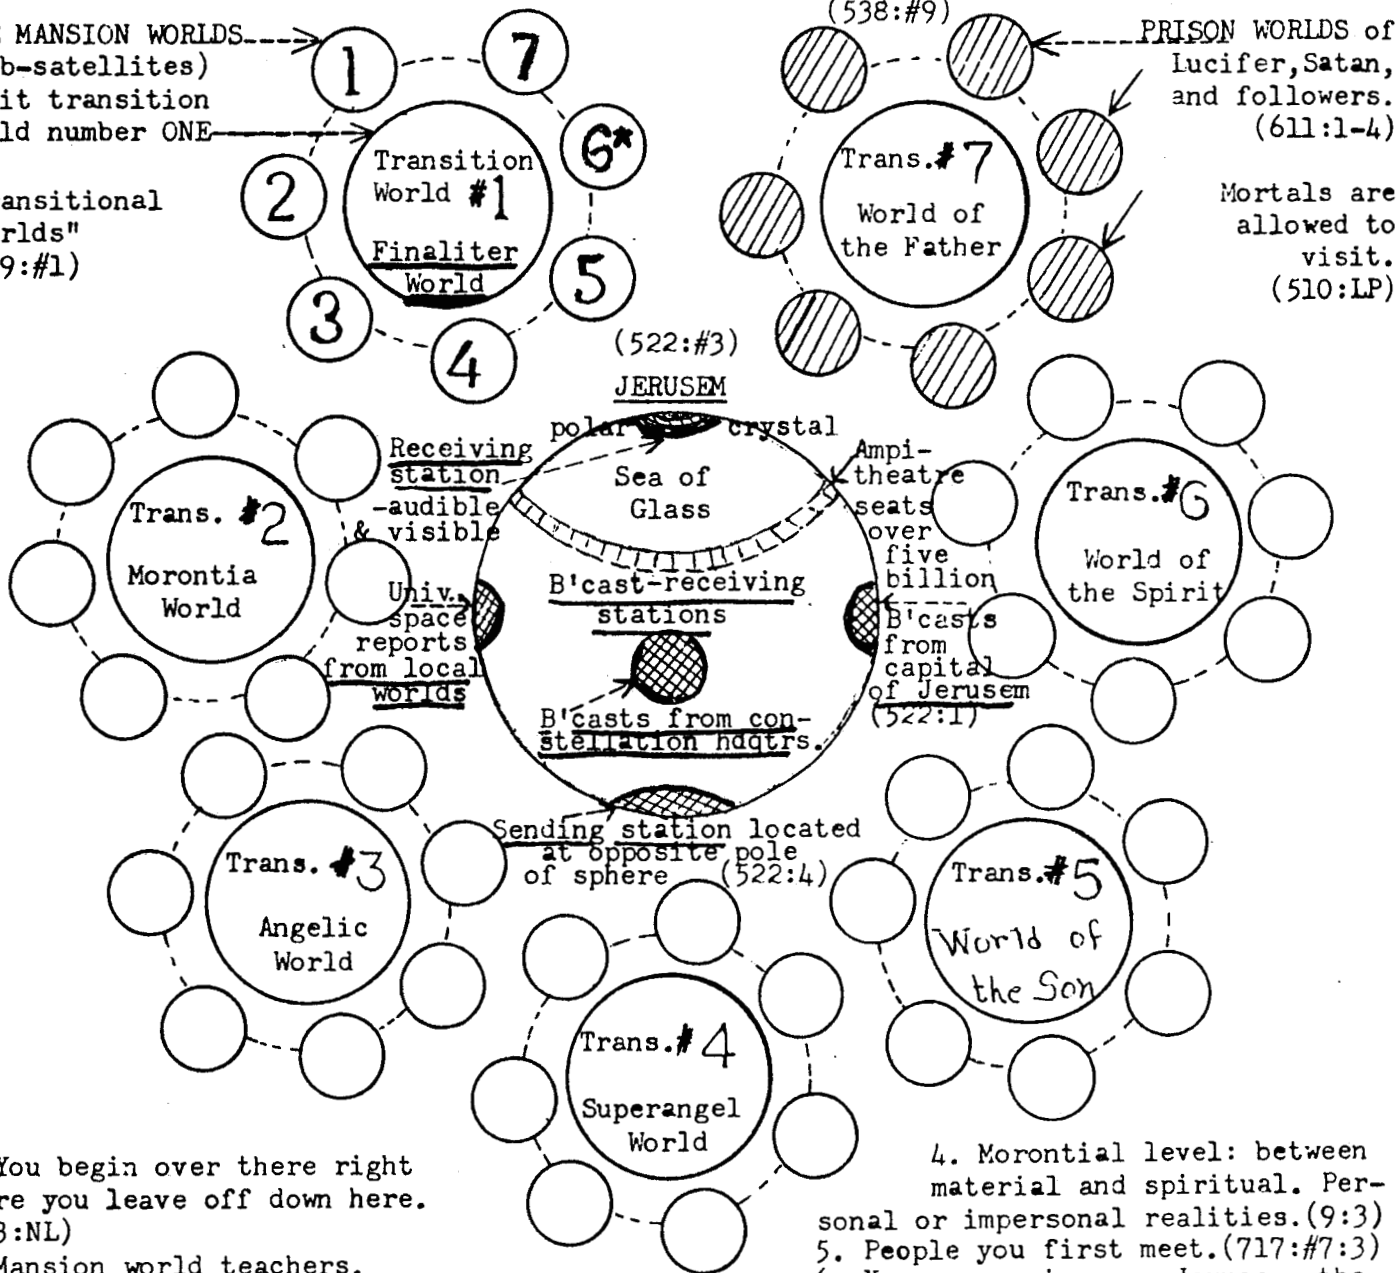 MANSION WORLDS
b-satellites)
it transition
ld number ONE
ansitional
rlds"
9:#1)
1
2
3
4
5
6*
7
Transition
World #1
Finaliter
World
(538:#9)
Trans.#7
World of
the Father
PRISON WORLDS of
Lucifer,Satan,
and followers.
(611:1-4)
Mortals are
allowed to
visit.
(510:LP)
(522:#3)
JERUSEM
polar crystal
Sea of
Glass
Receiving
station
-audible
& visible
Univ.
space
reports
from local
worlds
Ampi-
theatre
seats
over
five
billion
B'cast-receiving
stations
B'casts
from
capital
of Jerusem
(522:1)
B'casts from con-
stellation hdqtrs.
Sending station located
at opposite pole
of sphere (522:4)
Trans. #2
Morontia
World
Trans.#6
World of
the Spirit
Trans. #3
Angelic
World
Trans.#5
World of
the Son
Trans.#4
Superangel
World
You begin over there right
re you leave off down here.
:NL)
Mansion world teachers.
4. Morontial level: between
material and spiritual. Per-
sonal or impersonal realities.(9:3)
5. People you first meet.(717:#7:3)